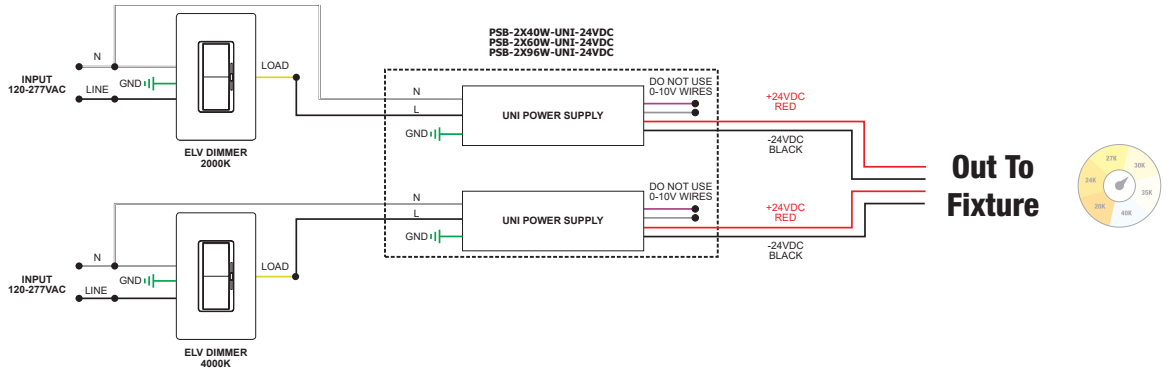 PSB-2X40W-UNI-24VDC
PSB-2X60W-UNI-24VDC
PSB-2X96W-UNI-24VDC
N
INPUT
120-277VAC
LINE
GND
LOAD
ELV DIMMER
2000K
N
L
GND
UNI POWER SUPPLY
DO NOT USE
0-10V WIRES
+24VDC
RED
-24VDC
BLACK
N
L
GND
UNI POWER SUPPLY
DO NOT USE
0-10V WIRES
+24VDC
RED
-24VDC
BLACK
N
INPUT
120-277VAC
LINE
GND
LOAD
ELV DIMMER
4000K
Out To
Fixture
27K
30K
24K
35K
20K
40K